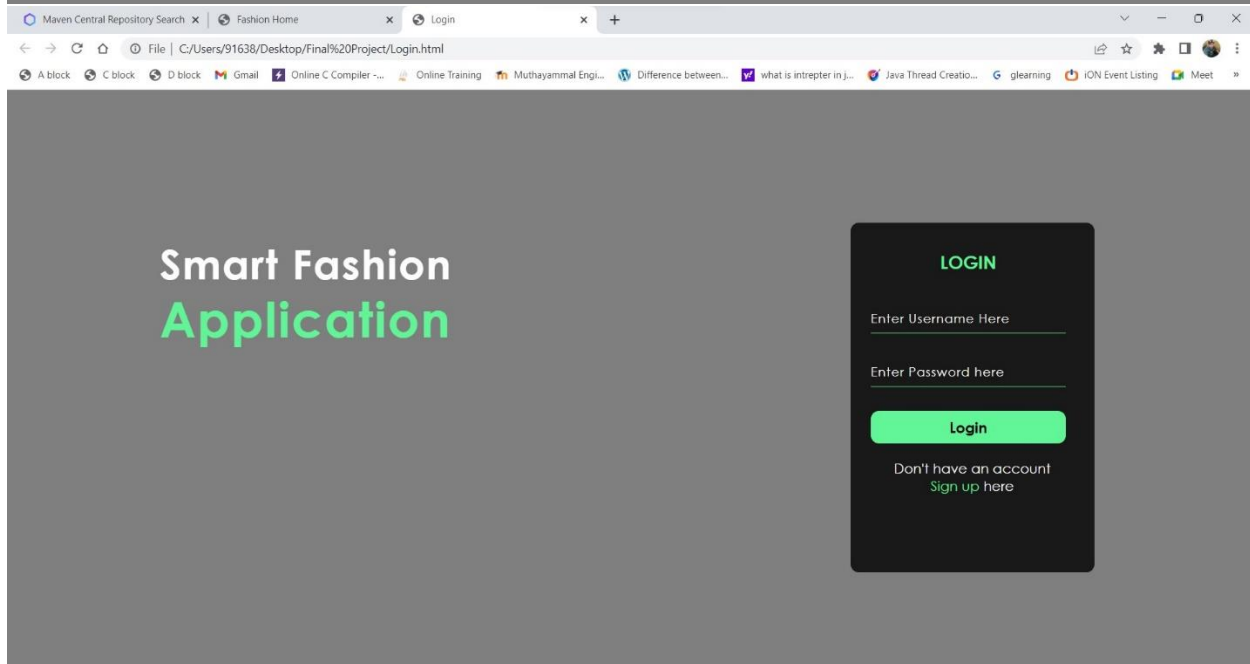 Maven Central Repository Search
Fashion Home
Login
File | C:/Users/91638/Desktop/Final%20Project/Login.html
A block C block D block Gmail Online C Compiler -... Online Training Muthayammal Engi... Difference between... what is intrepter in j... Java Thread Creatio... glearning iON Event Listing Meet »
Smart Fashion
Application
LOGIN
Enter Username Here
Enter Password here
Login
Don't have an account
Sign up here